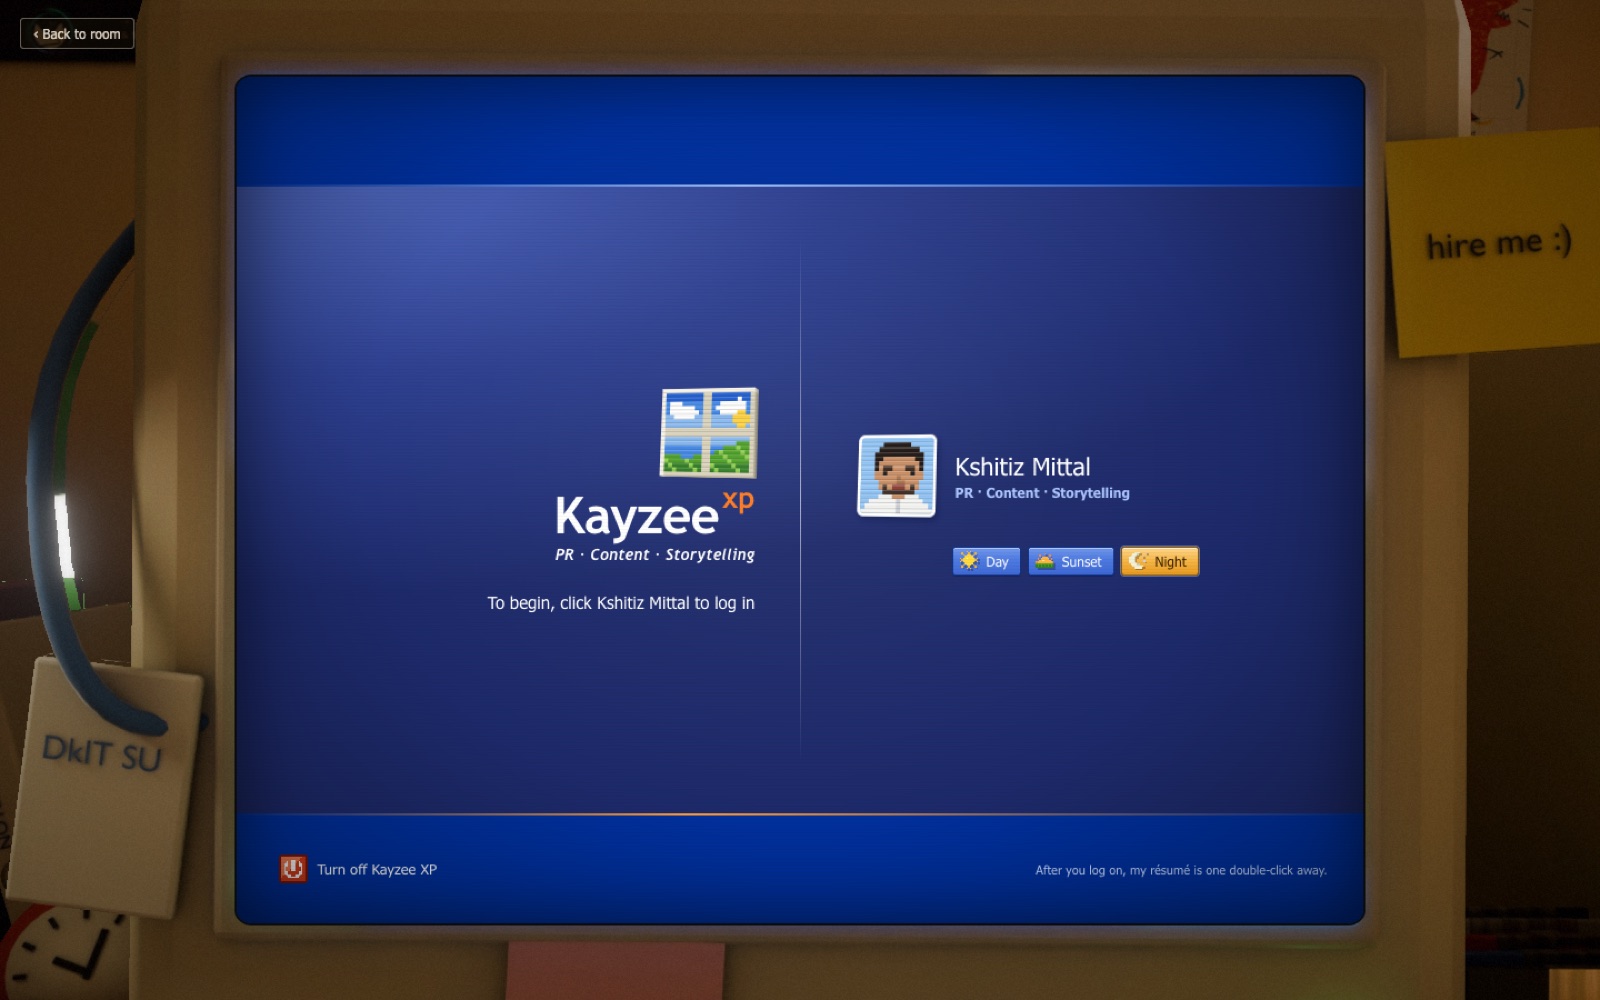 ‹ Back to room
hire me :)
Kayzee xp
PR · Content · Storytelling
To begin, click Kshitiz Mittal to log in
Kshitiz Mittal
PR · Content · Storytelling
Day
Sunset
Night
DkIT SU
Turn off Kayzee XP
After you log on, my résumé is one double-click away.